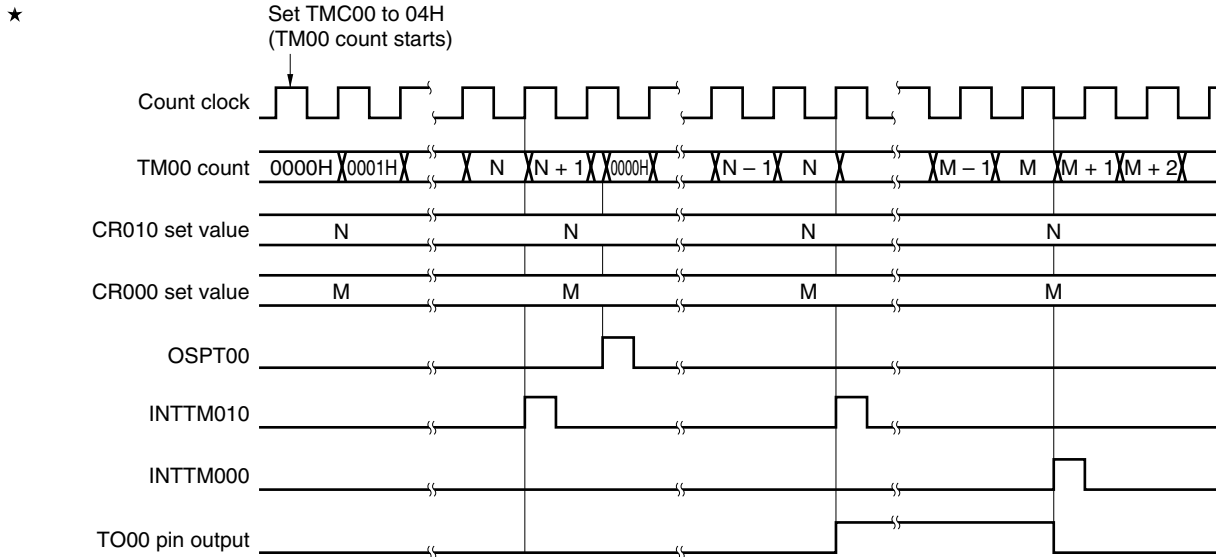 ★
Set TMC00 to 04H
(TM00 count starts)
Count clock
TM00 count 0000H 0001H N N + 1 0000H N – 1 N M – 1 M M + 1 M + 2
CR010 set value N N N N
CR000 set value M M M M
OSPT00
INTTM010
INTTM000
TO00 pin output